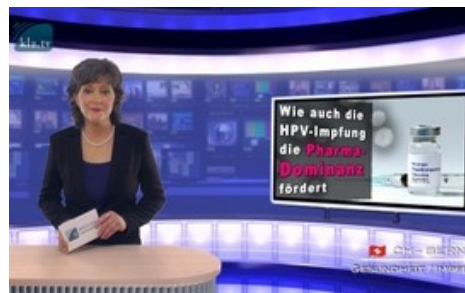 kla.tv
Wie auch die
HPV-Impfung
die Pharma-
Dominanz
fördert
CH - BERN